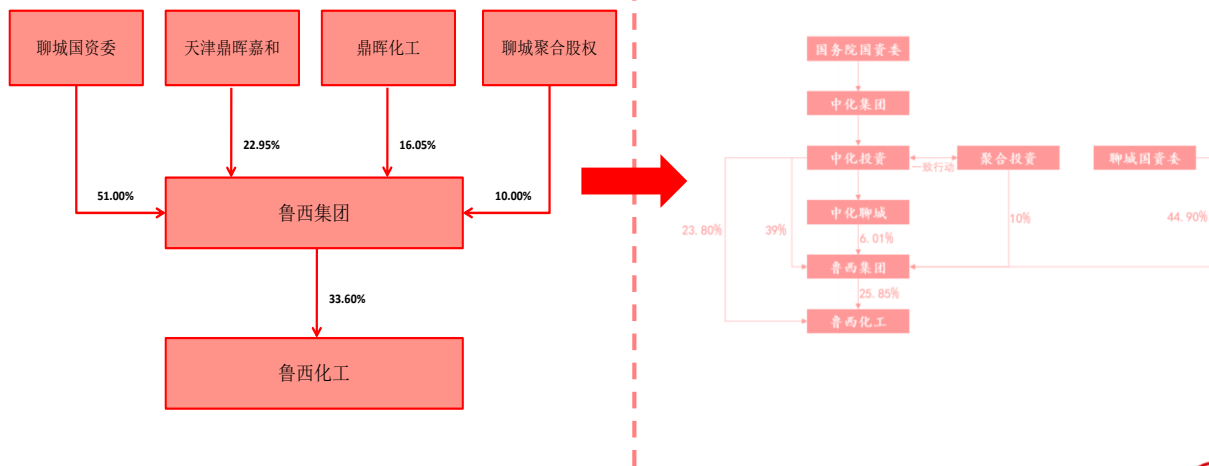 聊城国资委
天津鼎晖嘉和
鼎晖化工
聊城聚合股权
22.95%
16.05%
51.00%
10.00%
鲁西集团
33.60%
鲁西化工
国务院国资委
中化集团
中化投资
一致行动
聚合投资
聊城国资委
中化聊城
23.80%
39%
6.01%
10%
44.90%
鲁西集团
25.85%
鲁西化工